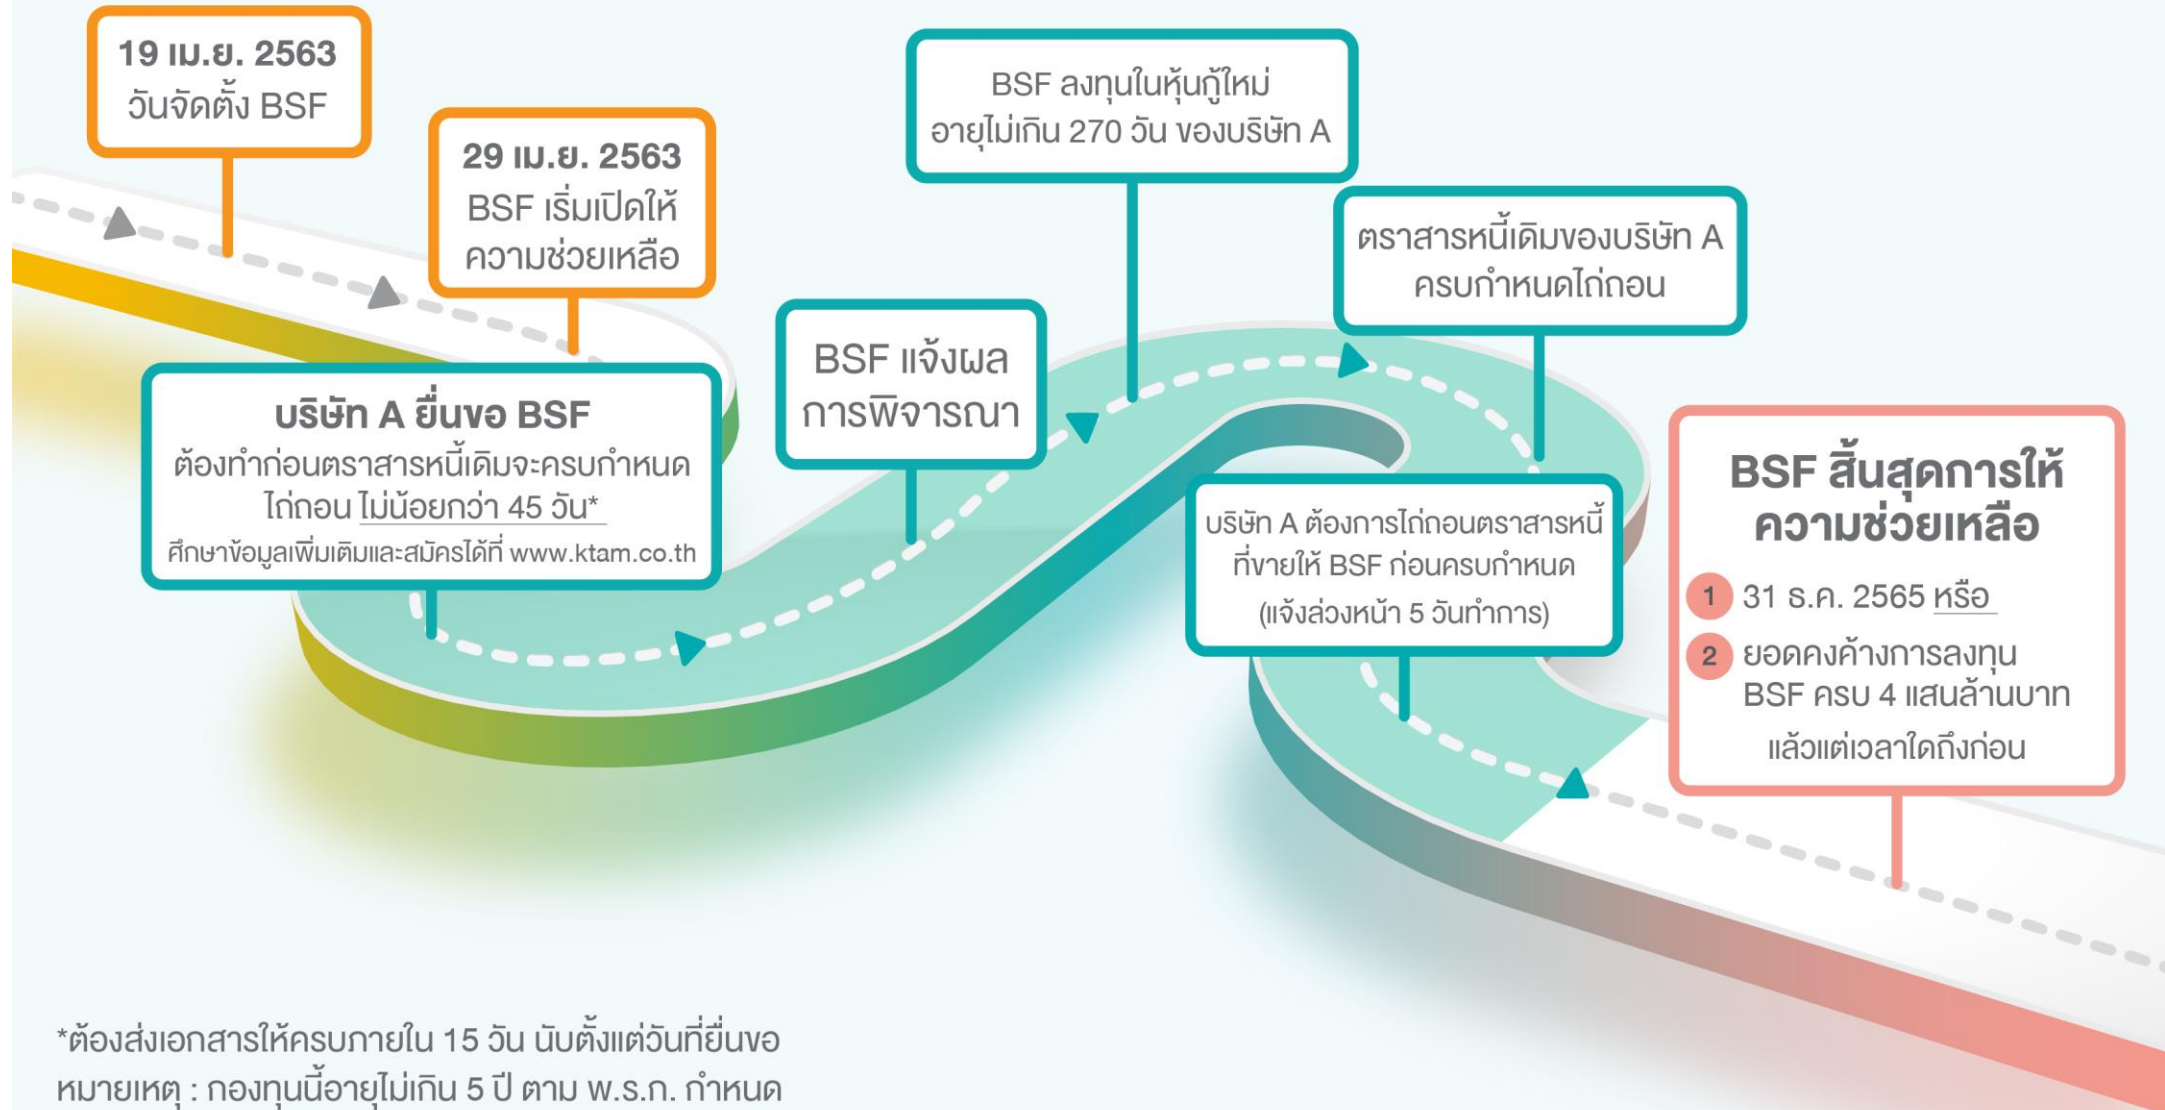 19 เม.ย. 2563
วันจัดตั้ง BSF
29 เม.ย. 2563
BSF เริ่มเปิดให้
ความช่วยเหลือ
บริษัท A ยื่นขอ BSF
ต้องทำก่อนตราสารหนี้เดิมจะครบกำหนด
ไถ่ถอน ไม่น้อยกว่า 45 วัน*
ศึกษาข้อมูลเพิ่มเติมและสมัครได้ที่ www.ktam.co.th
BSF แจ้งผล
การพิจารณา
BSF ลงทุนในหุ้นกู้ใหม่
อายุไม่เกิน 270 วัน ของบริษัท A
ตราสารหนี้เดิมของบริษัท A
ครบกำหนดไถ่ถอน
บริษัท A ต้องการไถ่ถอนตราสารหนี้
ที่ขายให้ BSF ก่อนครบกำหนด
(แจ้งล่วงหน้า 5 วันทำการ)
BSF สิ้นสุดการให้
ความช่วยเหลือ
1 31 ธ.ค. 2565 หรือ
2 ยอดคงค้างการลงทุน
BSF ครบ 4 แสนล้านบาท
แล้วแต่เวลาใดถึงก่อน
*ต้องส่งเอกสารให้ครบภายใน 15 วัน นับตั้งแต่วันที่ยื่นขอ
หมายเหตุ : กองทุนนี้อายุไม่เกิน 5 ปี ตาม พ.ร.ก. กำหนด